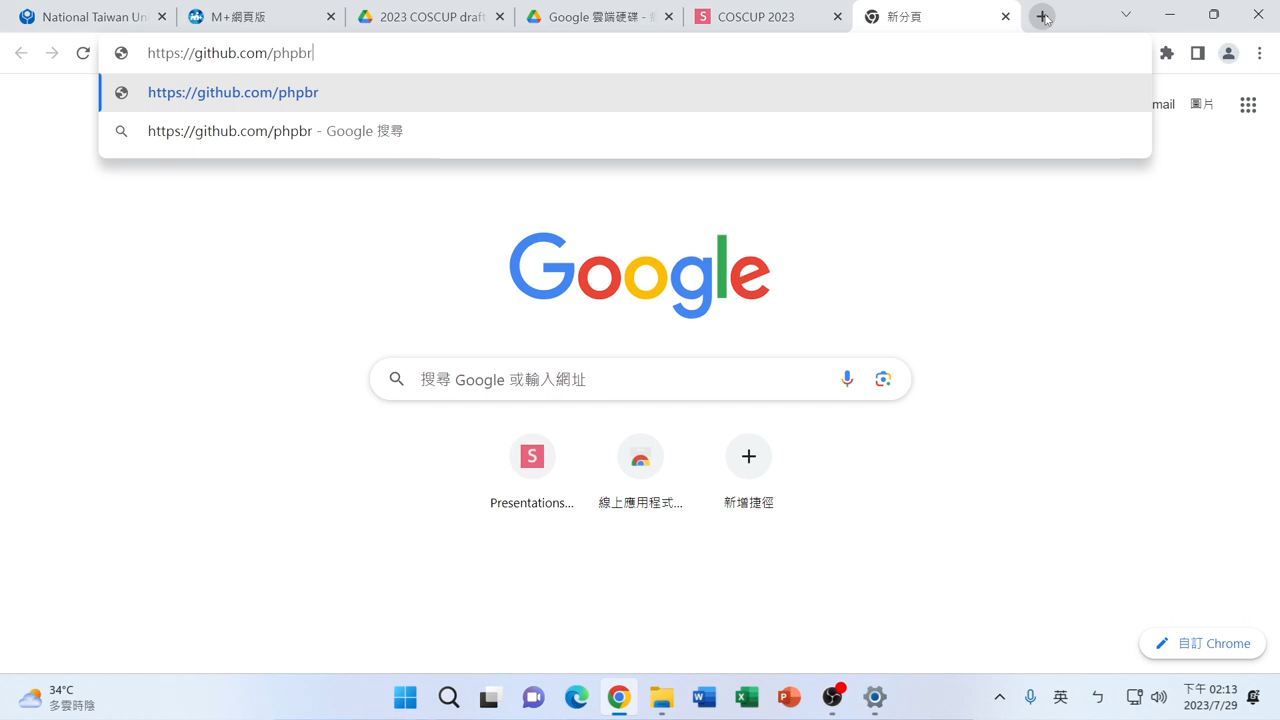 National Taiwan Un
M+網頁版
2023 COSCUP draft
Google 雲端硬碟 -
COSCUP 2023
新分頁
https://github.com/phpbr
https://github.com/phpbr
https://github.com/phpbr - Google 搜尋
mail
圖片
Google
搜尋 Google 或輸入網址
S
Presentations...
線上應用程式...
新增捷徑
自訂 Chrome
34°C
多雲時陰
英
ㄅ
下午 02:13
2023/7/29